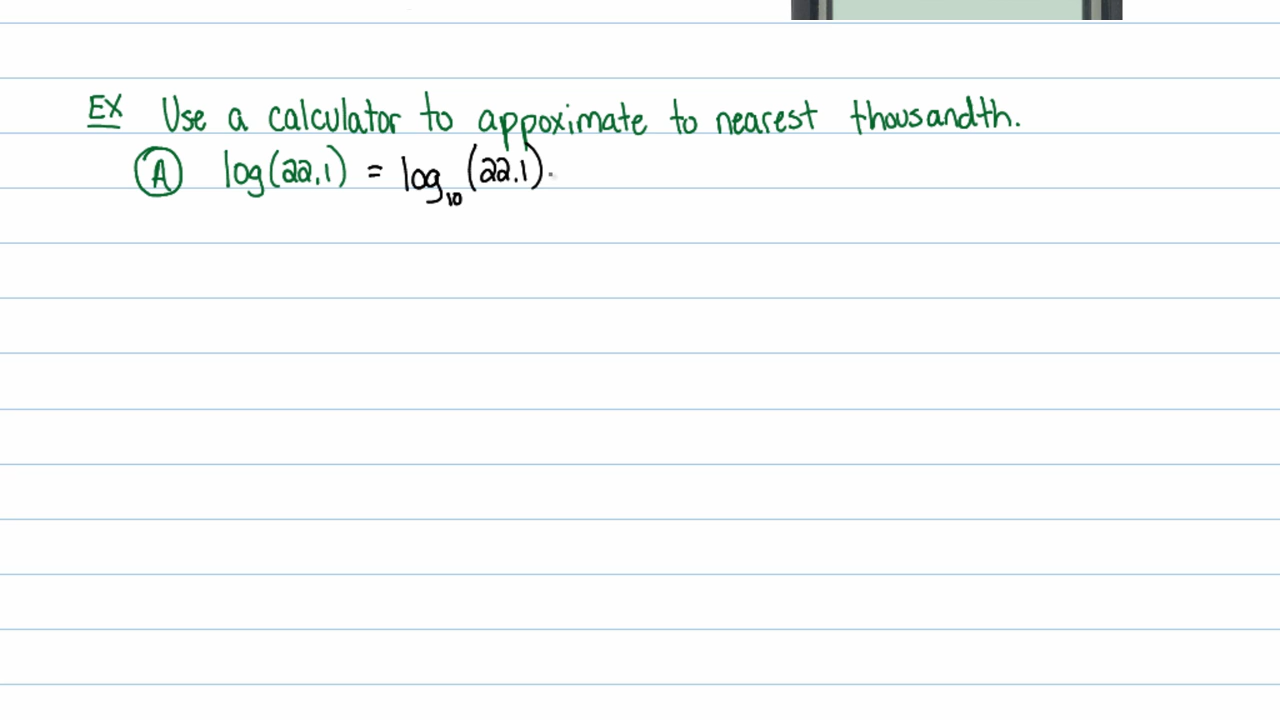 EX Use a calculator to appoximate to nearest thousandth.
A log(22.1) = log₁₀(22.1)